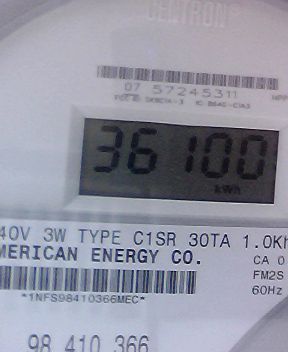 CENTRON
07 57245311
36100
kWh
40V 3W TYPE C1SR 30TA 1.0Kh
MERICAN ENERGY CO.
CA 0
FM2S
60Hz
*1NFS98410366MEC*
98 410 366